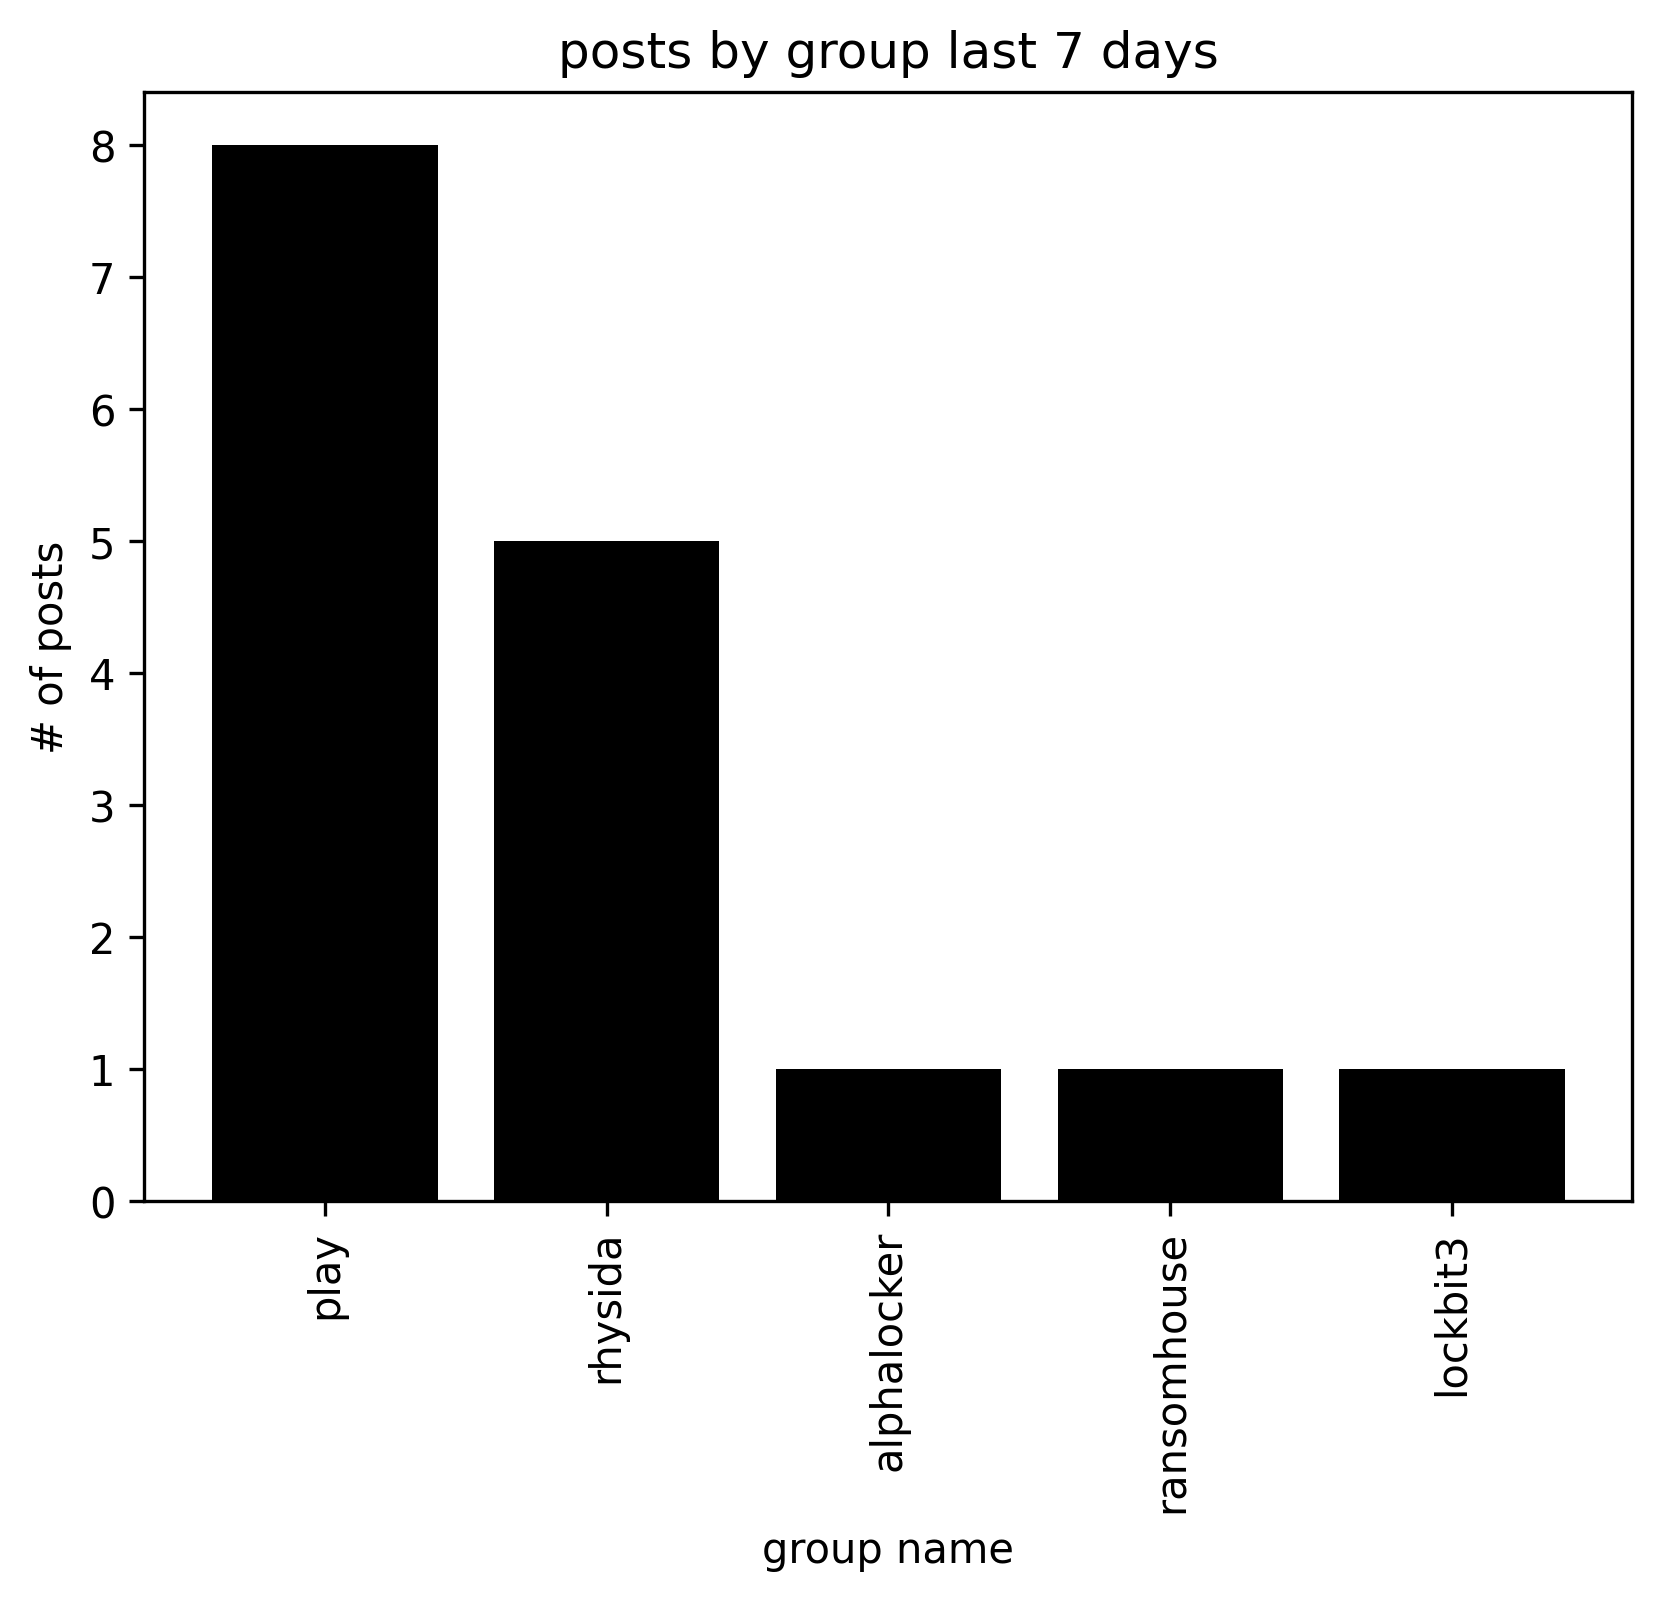 posts by group last 7 days
8
7
6
5
4
3
2
1
0
# of posts
play
rhysida
alphalocker
ransomhouse
lockbit3
group name